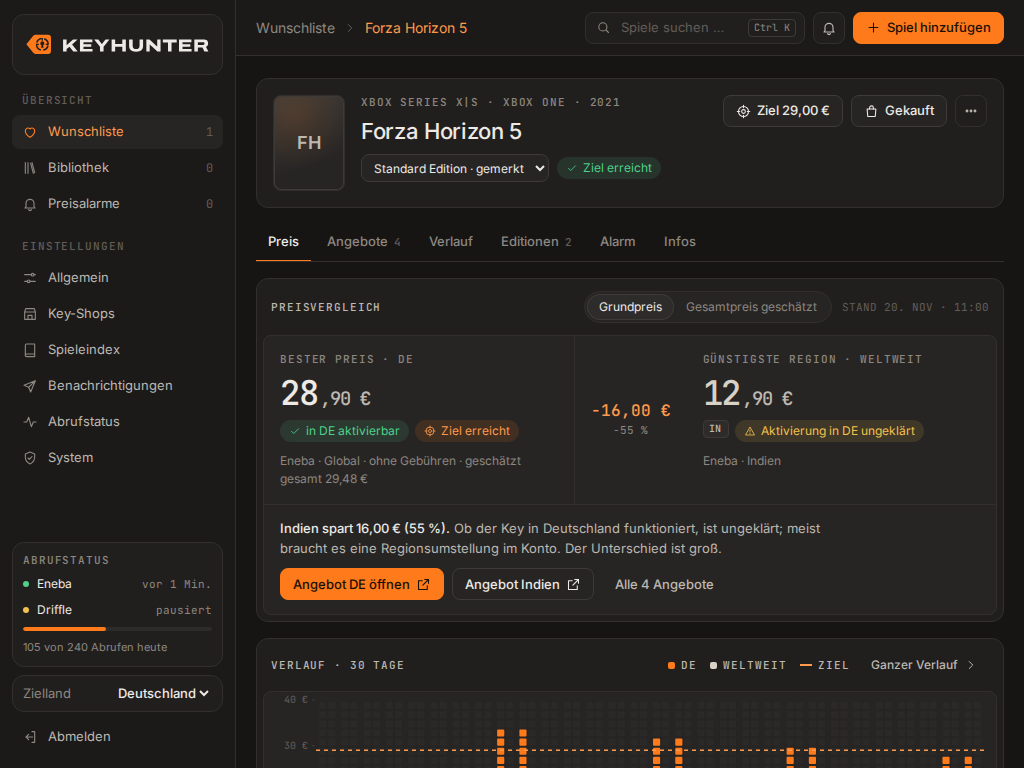 KEYHUNTER
ÜBERSICHT
Wunschliste 1
Bibliothek 0
Preisalarme 0
EINSTELLUNGEN
Allgemein
Key-Shops
Spieleindex
Benachrichtigungen
Abrufstatus
System
ABRUFSTATUS
Eneba vor 1 Min.
Driffle pausiert
105 von 240 Abrufen heute
Zielland Deutschland
Abmelden
Wunschliste Forza Horizon 5
Spiele suchen ... Ctrl K
Spiel hinzufügen
FH
XBOX SERIES X|S · XBOX ONE · 2021
Forza Horizon 5
Standard Edition · gemerkt
Ziel erreicht
Ziel 29,00 €
Gekauft
Preis Angebote 4 Verlauf Editionen 2 Alarm Infos
PREISVERGLEICH
Grundpreis Gesamtpreis geschätzt
STAND 20. NOV · 11:00
BESTER PREIS · DE
28,90 €
in DE aktivierbar Ziel erreicht
Eneba · Global · ohne Gebühren · geschätzt
gesamt 29,48 €
-16,00 €
-55 %
GÜNSTIGSTE REGION · WELTWEIT
12,90 €
IN Aktivierung in DE ungeklärt
Eneba · Indien
Indien spart 16,00 € (55 %). Ob der Key in Deutschland funktioniert, ist ungeklärt; meist
braucht es eine Regionsumstellung im Konto. Der Unterschied ist groß.
Angebot DE öffnen Angebot Indien Alle 4 Angebote
VERLAUF · 30 TAGE
DE WELTWEIT ZIEL Ganzer Verlauf
40 €
30 €